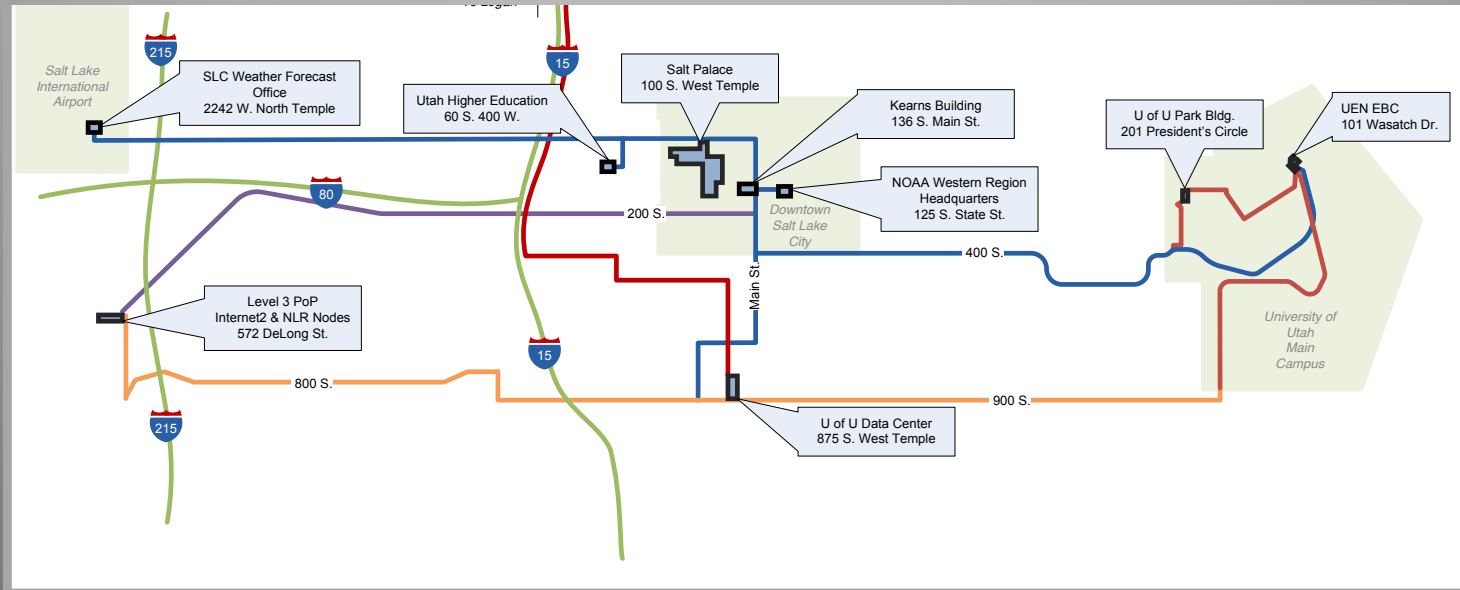 215
15
Salt Lake
International
Airport
SLC Weather Forecast
Office
2242 W. North Temple
Utah Higher Education
60 S. 400 W.
Salt Palace
100 S. West Temple
Kearns Building
136 S. Main St.
U of U Park Bldg.
201 President's Circle
UEN EBC
101 Wasatch Dr.
80
200 S.
NOAA Western Region
Headquarters
125 S. State St.
Downtown
Salt Lake
City
400 S.
Main St.
Level 3 PoP
Internet2 & NLR Nodes
572 DeLong St.
15
University of
Utah
Main
Campus
800 S.
900 S.
215
U of U Data Center
875 S. West Temple